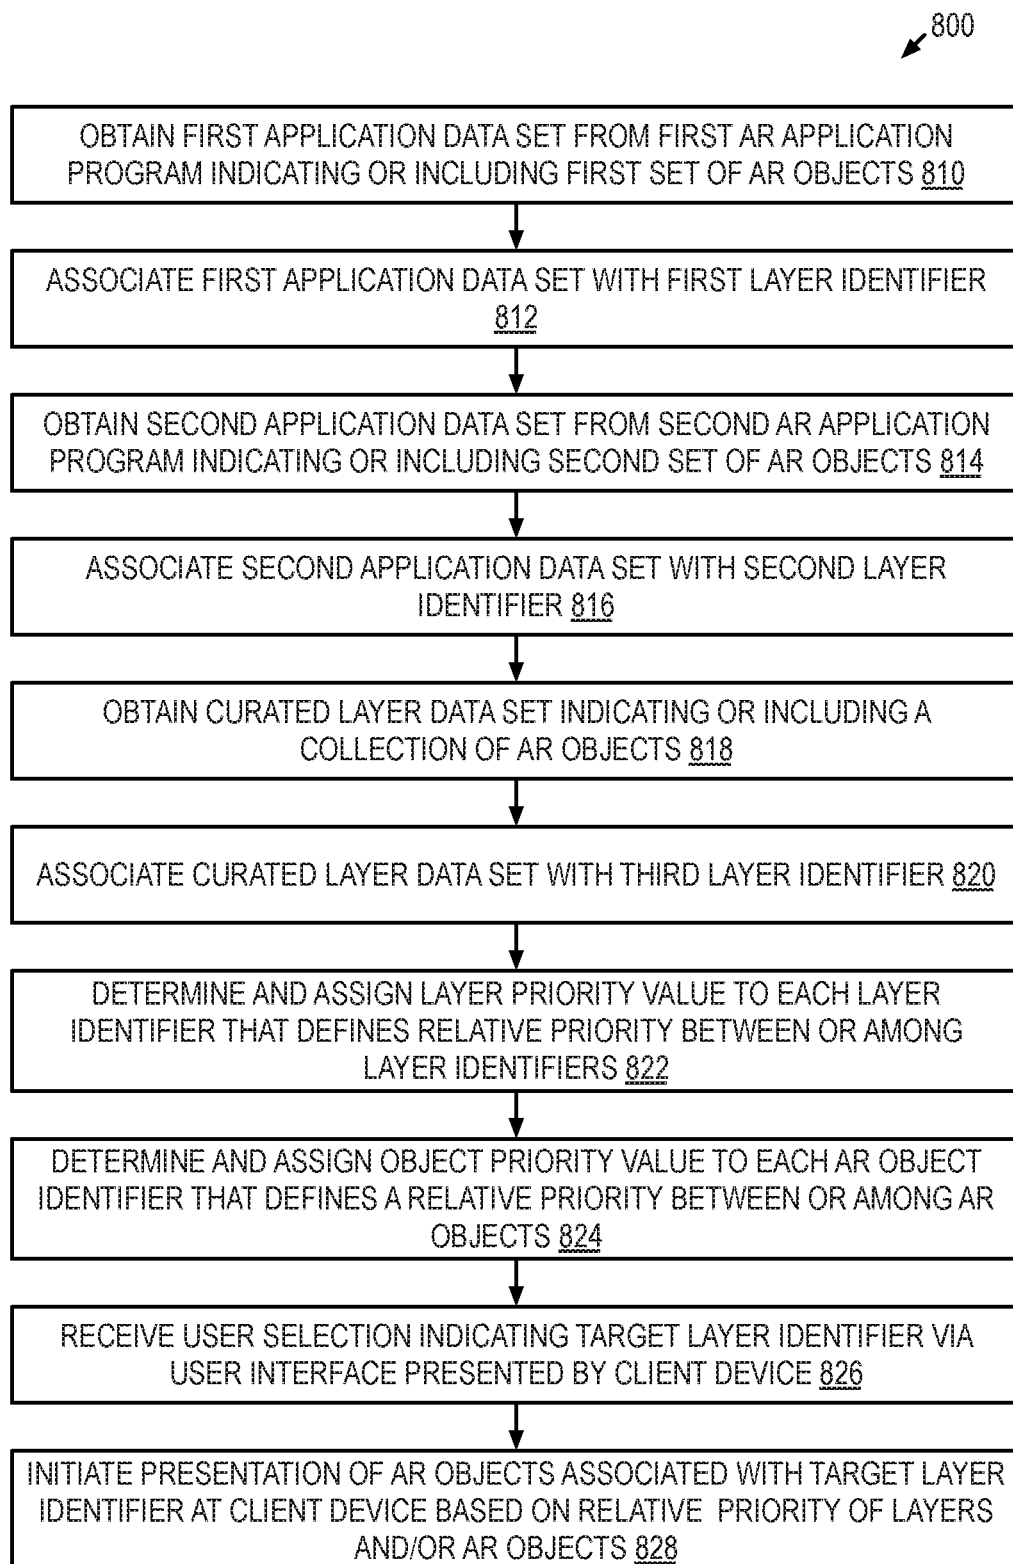 800
OBTAIN FIRST APPLICATION DATA SET FROM FIRST AR APPLICATION
PROGRAM INDICATING OR INCLUDING FIRST SET OF AR OBJECTS 810
ASSOCIATE FIRST APPLICATION DATA SET WITH FIRST LAYER IDENTIFIER
812
OBTAIN SECOND APPLICATION DATA SET FROM SECOND AR APPLICATION
PROGRAM INDICATING OR INCLUDING SECOND SET OF AR OBJECTS 814
ASSOCIATE SECOND APPLICATION DATA SET WITH SECOND LAYER
IDENTIFIER 816
OBTAIN CURATED LAYER DATA SET INDICATING OR INCLUDING A
COLLECTION OF AR OBJECTS 818
ASSOCIATE CURATED LAYER DATA SET WITH THIRD LAYER IDENTIFIER 820
DETERMINE AND ASSIGN LAYER PRIORITY VALUE TO EACH LAYER
IDENTIFIER THAT DEFINES RELATIVE PRIORITY BETWEEN OR AMONG
LAYER IDENTIFIERS 822
DETERMINE AND ASSIGN OBJECT PRIORITY VALUE TO EACH AR OBJECT
IDENTIFIER THAT DEFINES A RELATIVE PRIORITY BETWEEN OR AMONG AR
OBJECTS 824
RECEIVE USER SELECTION INDICATING TARGET LAYER IDENTIFIER VIA
USER INTERFACE PRESENTED BY CLIENT DEVICE 826
INITIATE PRESENTATION OF AR OBJECTS ASSOCIATED WITH TARGET LAYER
IDENTIFIER AT CLIENT DEVICE BASED ON RELATIVE PRIORITY OF LAYERS
AND/OR AR OBJECTS 828